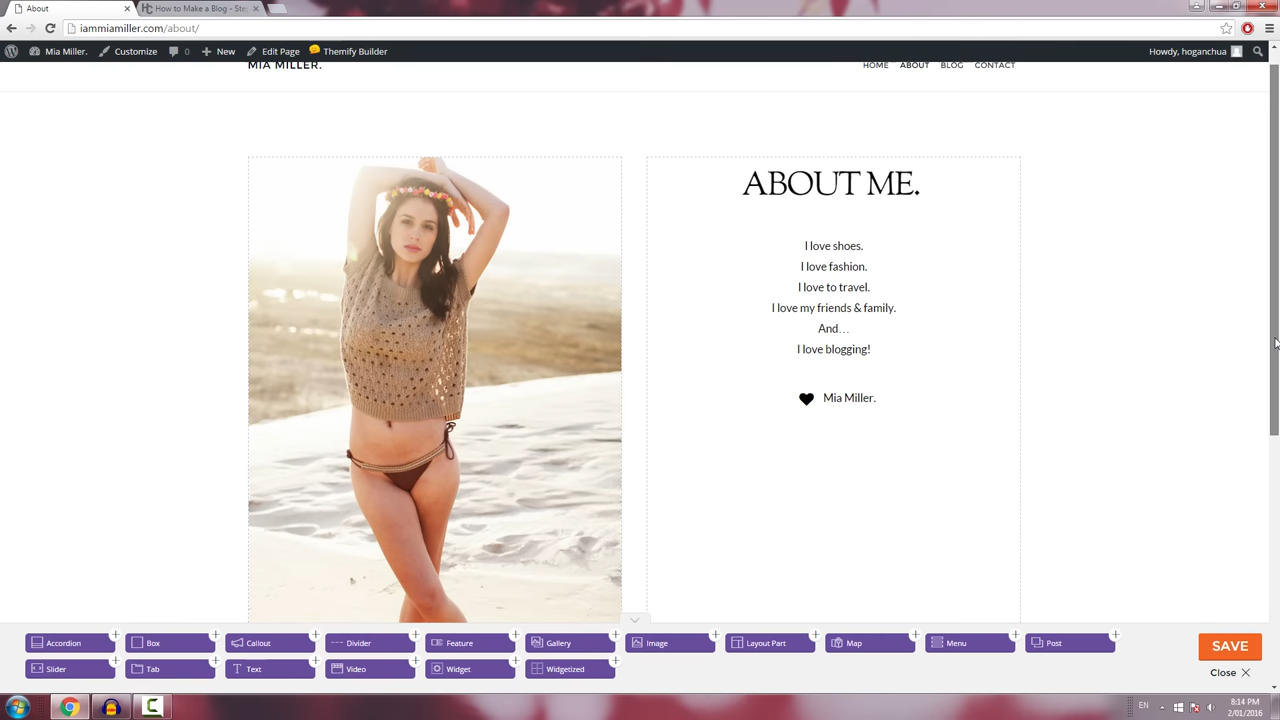 About
How to Make a Blog - Ste
iammiamiller.com/about/
Mia Miller. Customize 0 New Edit Page Themify Builder Howdy, hoganchua
MIA MILLER. HOME ABOUT BLOG CONTACT
ABOUT ME.
I love shoes.
I love fashion.
I love to travel.
I love my friends & family.
And...
I love blogging!
Mia Miller.
Accordion Box Callout Divider Feature Gallery Image Layout Part Map Menu Post
Slider Tab Text Video Widget Widgetized
SAVE
Close
EN
8:14 PM
2/01/2016